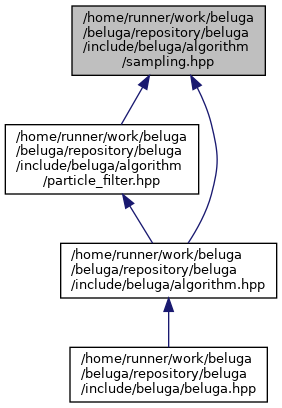 /home/runner/work/beluga
/beluga/repository/beluga
/include/beluga/algorithm
/sampling.hpp
/home/runner/work/beluga
/beluga/repository/beluga
/include/beluga/algorithm
/particle_filter.hpp
/home/runner/work/beluga
/beluga/repository/beluga
/include/beluga/algorithm.hpp
/home/runner/work/beluga
/beluga/repository/beluga
/include/beluga/beluga.hpp